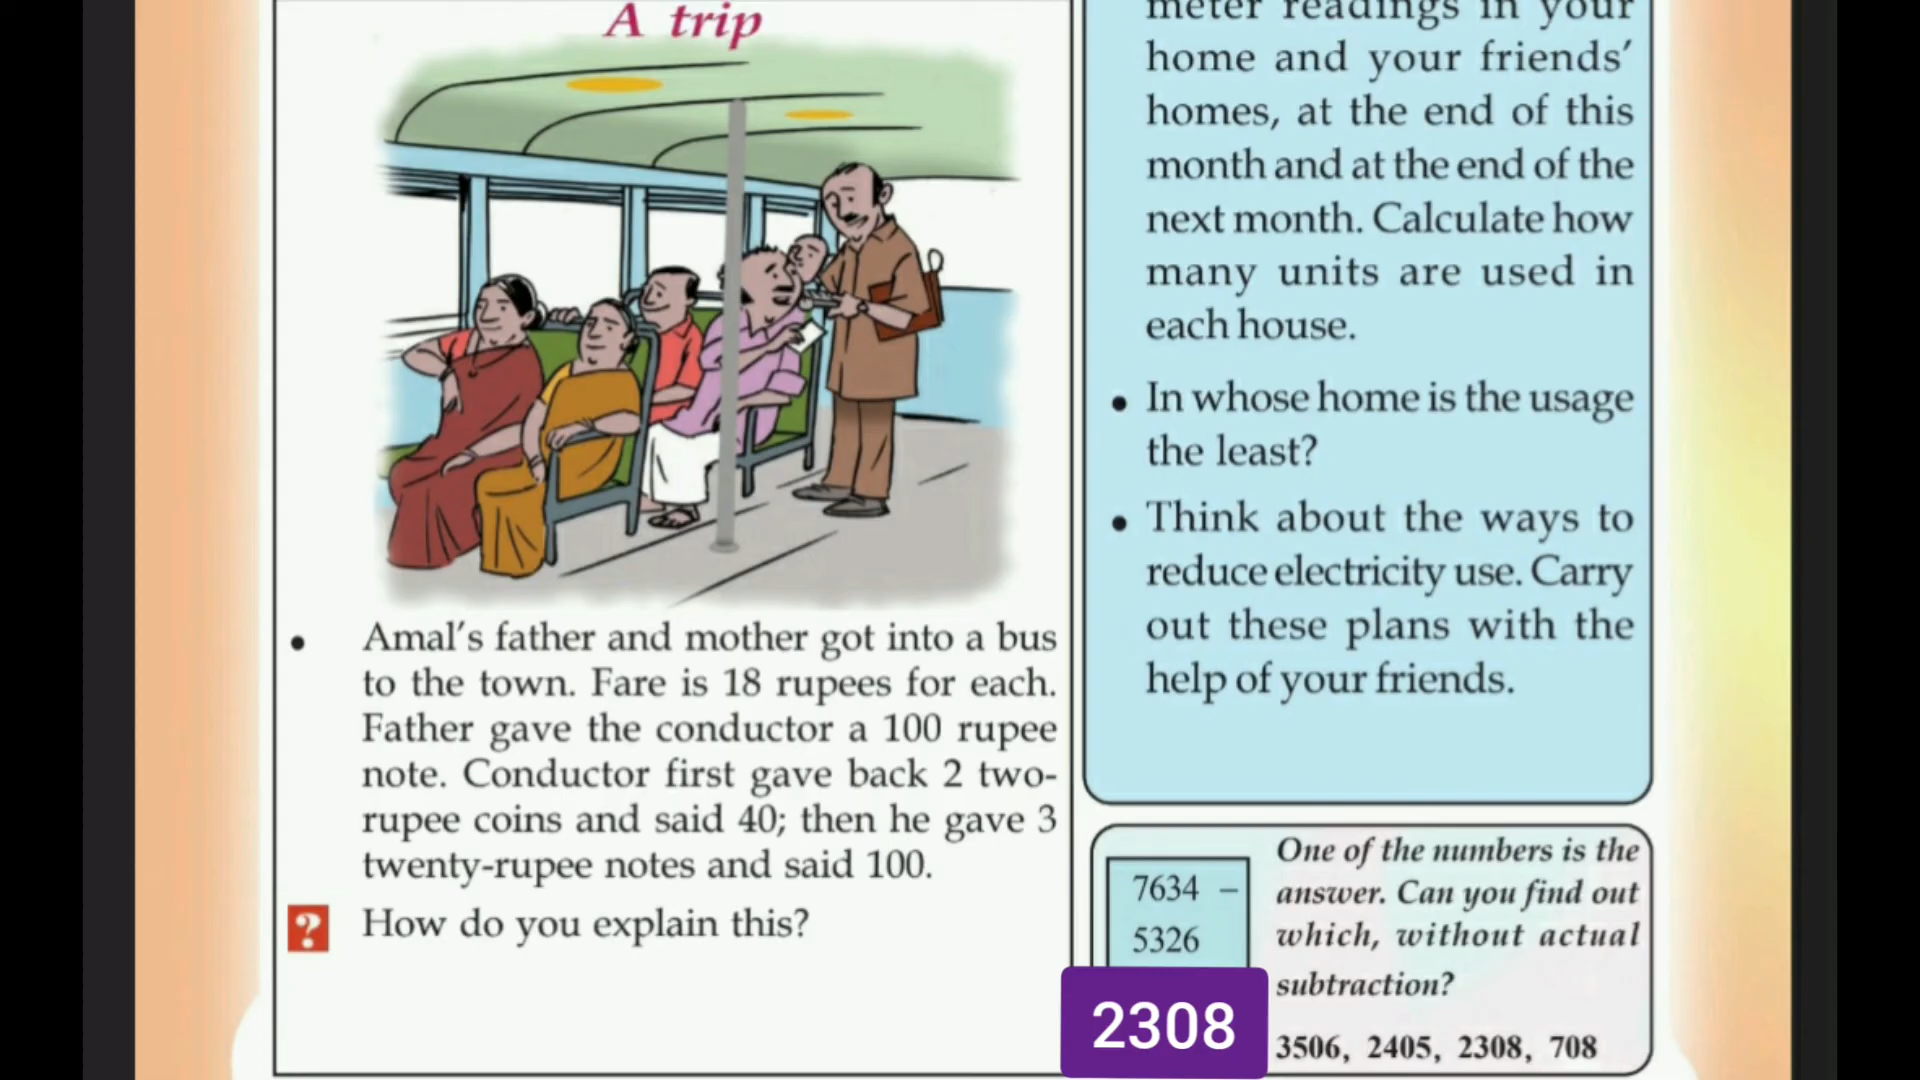 A trip
• Amal's father and mother got into a bus
to the town. Fare is 18 rupees for each.
Father gave the conductor a 100 rupee
note. Conductor first gave back 2 two-
rupee coins and said 40; then he gave 3
twenty-rupee notes and said 100.
? How do you explain this?
meter readings in your
home and your friends'
homes, at the end of this
month and at the end of the
next month. Calculate how
many units are used in
each house.
• In whose home is the usage
the least?
• Think about the ways to
reduce electricity use. Carry
out these plans with the
help of your friends.
7634 –
5326
2308
One of the numbers is the
answer. Can you find out
which, without actual
subtraction?
3506, 2405, 2308, 708